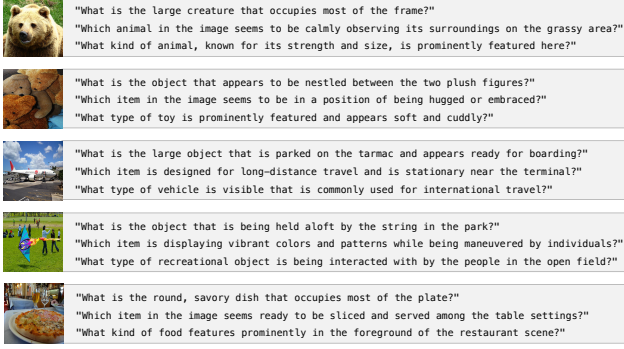 "What is the large creature that occupies most of the frame?"
"Which animal in the image seems to be calmly observing its surroundings on the grassy area?"
"What kind of animal, known for its strength and size, is prominently featured here?"
"What is the object that appears to be nestled between the two plush figures?"
"Which item in the image seems to be in a position of being hugged or embraced?"
"What type of toy is prominently featured and appears soft and cuddly?"
"What is the large object that is parked on the tarmac and appears ready for boarding?"
"Which item is designed for long-distance travel and is stationary near the terminal?"
"What type of vehicle is visible that is commonly used for international travel?"
"What is the object that is being held aloft by the string in the park?"
"Which item is displaying vibrant colors and patterns while being maneuvered by individuals?"
"What type of recreational object is being interacted with by the people in the open field?"
"What is the round, savory dish that occupies most of the plate?"
"Which item in the image seems ready to be sliced and served among the table settings?"
"What kind of food features prominently in the foreground of the restaurant scene?"